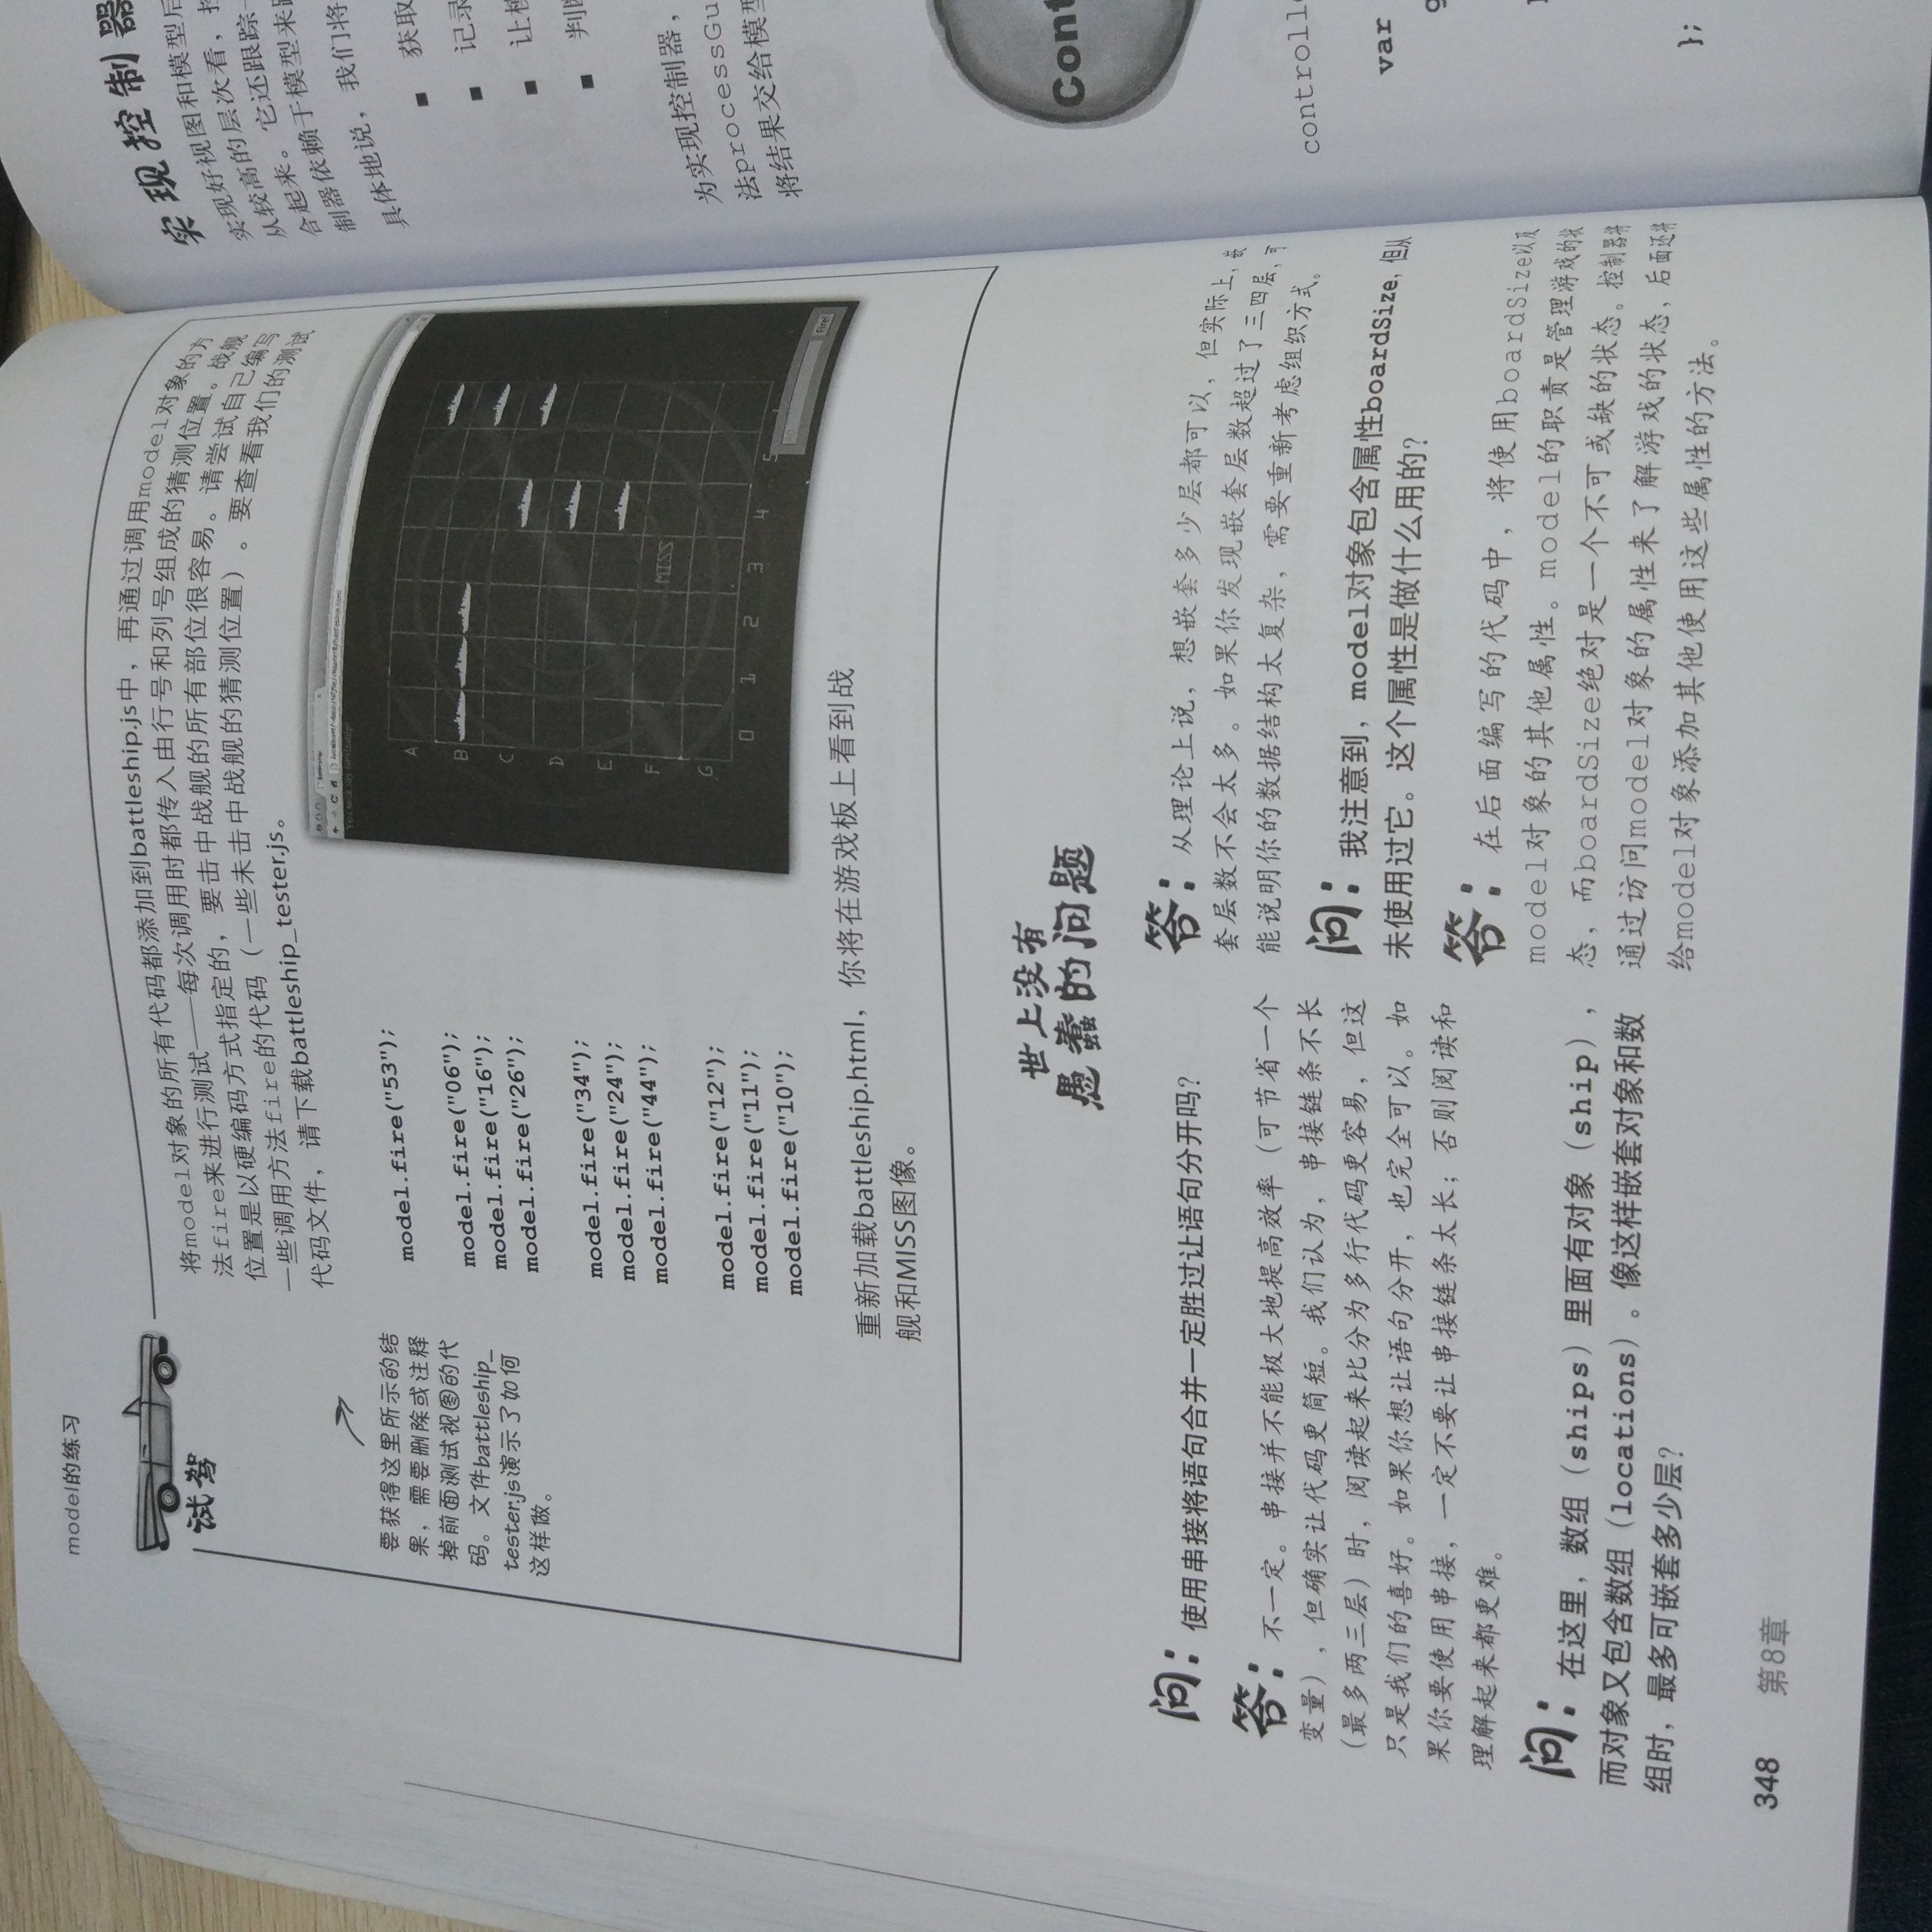 model的练习
试驾
将model对象的所有代码都添加到battleship.js中，再通过调用model对象的方
法fire来进行测试——每次调用时都传入由行号和列号组成的猜测位置。战舰
位置是以硬编码方式指定的，要击中战舰的所有部位很容易。请尝试自己编写
一些调用方法fire的代码（一些未击中战舰的猜测位置）。要查看我们的测试
代码文件，请下载battleship_tester.js。
要获得这里所示的结
果，需要删除或注释
掉前面测试视图的代
码。文件battleship_
tester.js演示了如何
这样做。
model.fire("53");
model.fire("06");
model.fire("16");
model.fire("26");
model.fire("34");
model.fire("24");
model.fire("44");
model.fire("12");
model.fire("11");
model.fire("10");
A
B
C
D
E
F
G
MISS
0 1 2 3 4 5
Fire!
重新加载battleship.html，你将在游戏板上看到战
舰和MISS图像。
世上没有
愚蠢的问题
问：使用串接将语句合并一定胜过让语句分开吗？
答：不一定。串接并不能极大地提高效率（可节省一个
变量），但确实让代码更简短。我们认为，串接链条不长
（最多两三层）时，阅读起来比分为多行代码更容易，但这
只是我们的喜好。如果你想让语句分开，也完全可以。如
果你要使用串接，一定不要让串接链条太长；否则阅读和
理解起来都更难。
问：在这里，数组（ships）里面有对象（ship），
而对象又包含数组（locations）。像这样嵌套对象和数
组时，最多可嵌套多少层？
答：从理论上说，想嵌套多少层都可以，但实际上，嵌
套层数不会太多。如果你发现嵌套层数超过了三四层，可
能说明你的数据结构太复杂，需要重新考虑组织方式。
问：我注意到，model对象包含属性boardSize，但从
未使用过它。这个属性是做什么用的？
答：在后面编写的代码中，将使用boardSize以及
model对象的其他属性。model的职责是管理游戏的状
态，而boardSize绝对是一个不可或缺的状态。控制器将
通过访问model对象的属性来了解游戏的状态，后面还将
给model对象添加其他使用这些属性的方法。
348 第8章
实现控制器
实现好视图和模型后
从较高的层次看，控
合起来。它还跟踪
制器依赖于模型来跟
具体地说，我们将
■ 获取
■ 记录
■ 让模
■ 判断
为实现控制器，
法processGu
将结果交给模型
Cont
controll
var
g
};